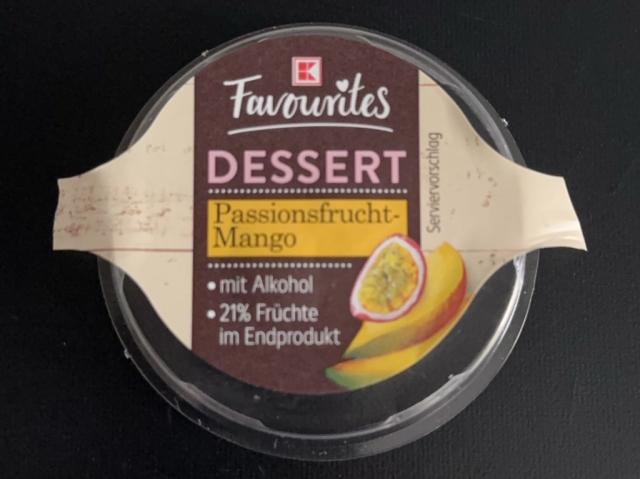 K
Favourites
DESSERT
Passionsfrucht-
Mango
• mit Alkohol
• 21% Früchte
im Endprodukt
Serviervorschlag